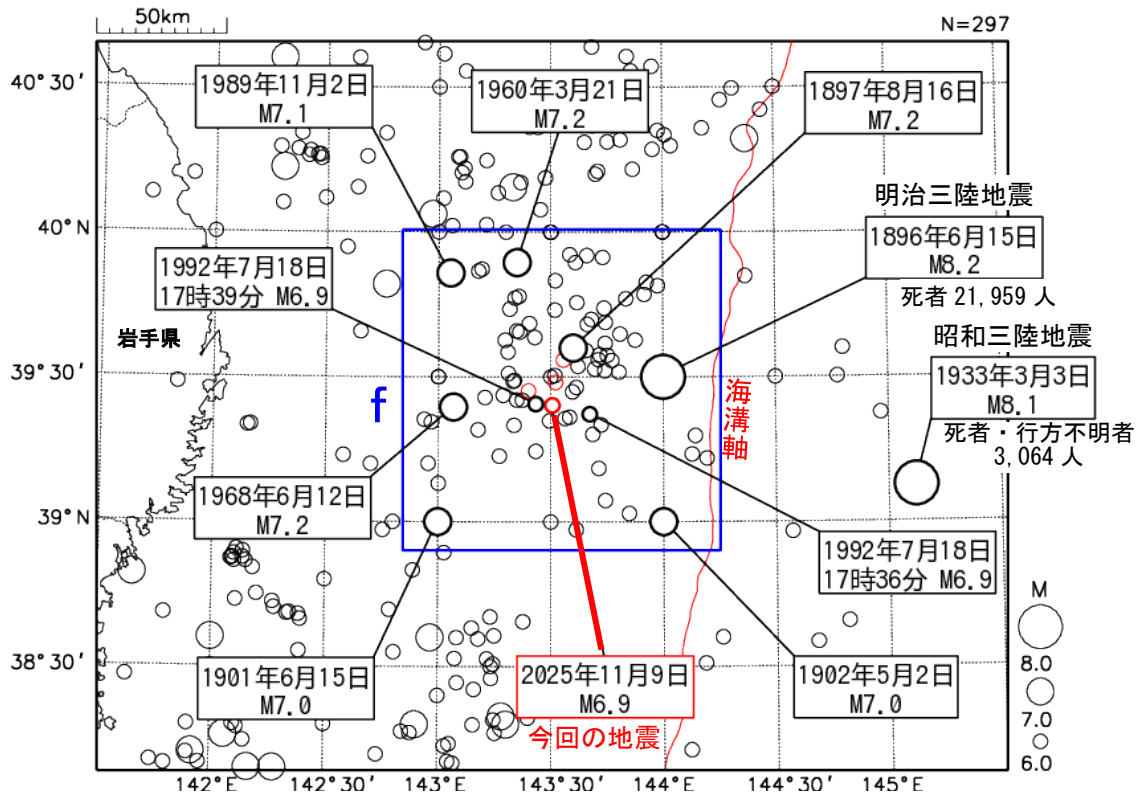 50km
N=297
40°30'
1989年11月2日
M7.1
1960年3月21日
M7.2
1897年8月16日
M7.2
明治三陸地震
1896年6月15日
M8.2
死者 21,959 人
40°N
1992年7月18日
17時39分 M6.9
岩手県
39°30'
f
海溝軸
昭和三陸地震
1933年3月3日
M8.1
死者・行方不明者
3,064 人
1968年6月12日
M7.2
39°N
1992年7月18日
17時36分 M6.9
M
8.0
7.0
6.0
38°30'
1901年6月15日
M7.0
2025年11月9日
M6.9
今回の地震
1902年5月2日
M7.0
142°E
142°30'
143°E
143°30'
144°E
144°30'
145°E